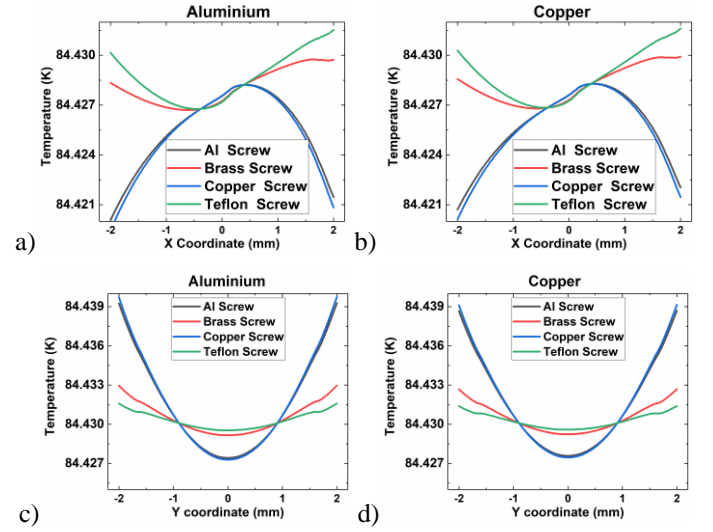 Aluminium
84.430
84.427
84.424
84.421
Temperature (K)
Al Screw
Brass Screw
Copper Screw
Teflon Screw
-2 -1 0 1 2
X Coordinate (mm)
a)
Copper
84.430
84.427
84.424
84.421
Temperature (K)
Al Screw
Brass Screw
Copper Screw
Teflon Screw
-2 -1 0 1 2
X Coordinate (mm)
b)
Aluminium
84.439
84.436
84.433
84.430
84.427
Temperature (K)
Al Screw
Brass Screw
Copper Screw
Teflon Screw
-2 -1 0 1 2
Y coordinate (mm)
c)
Copper
84.439
84.436
84.433
84.430
84.427
Temperature (K)
Al Screw
Brass Screw
Copper Screw
Teflon Screw
-2 -1 0 1 2
Y coordinate (mm)
d)